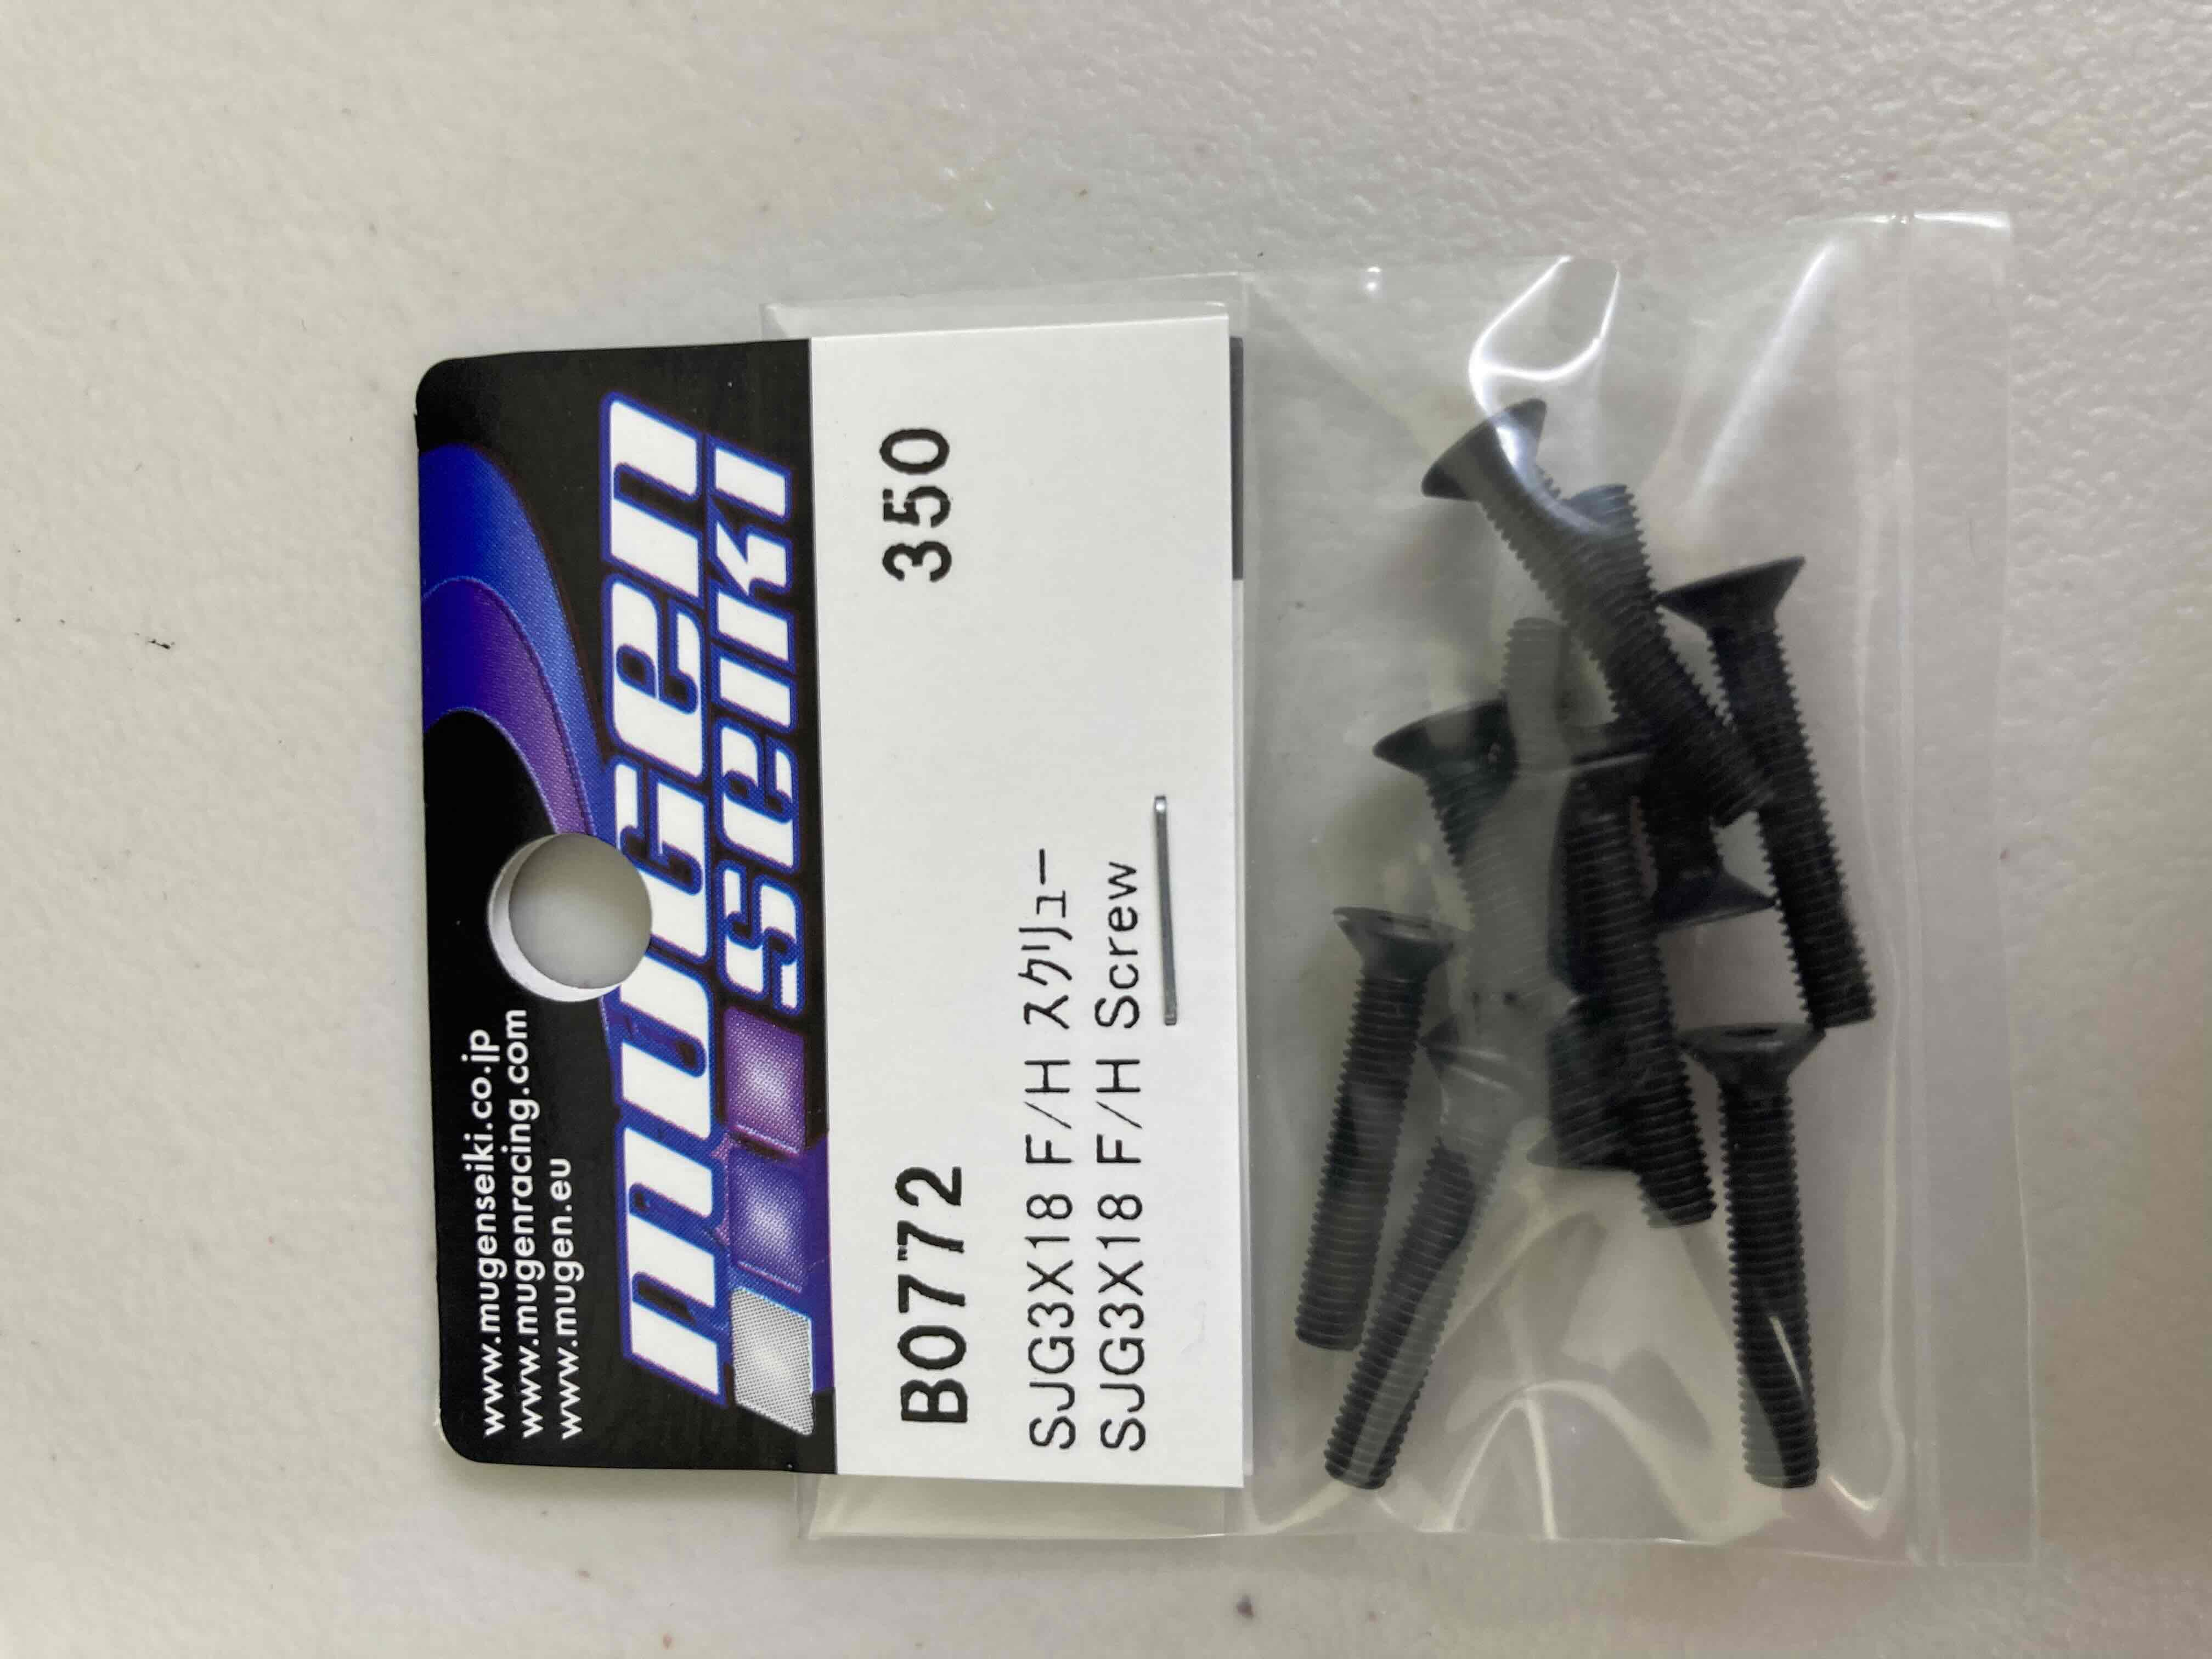 www.mugenseiki.co.jp
www.mugenracing.com
www.mugen.eu
mugen
seiki
B0772 350
SJG3X18 F/H スクリュー
SJG3X18 F/H Screw